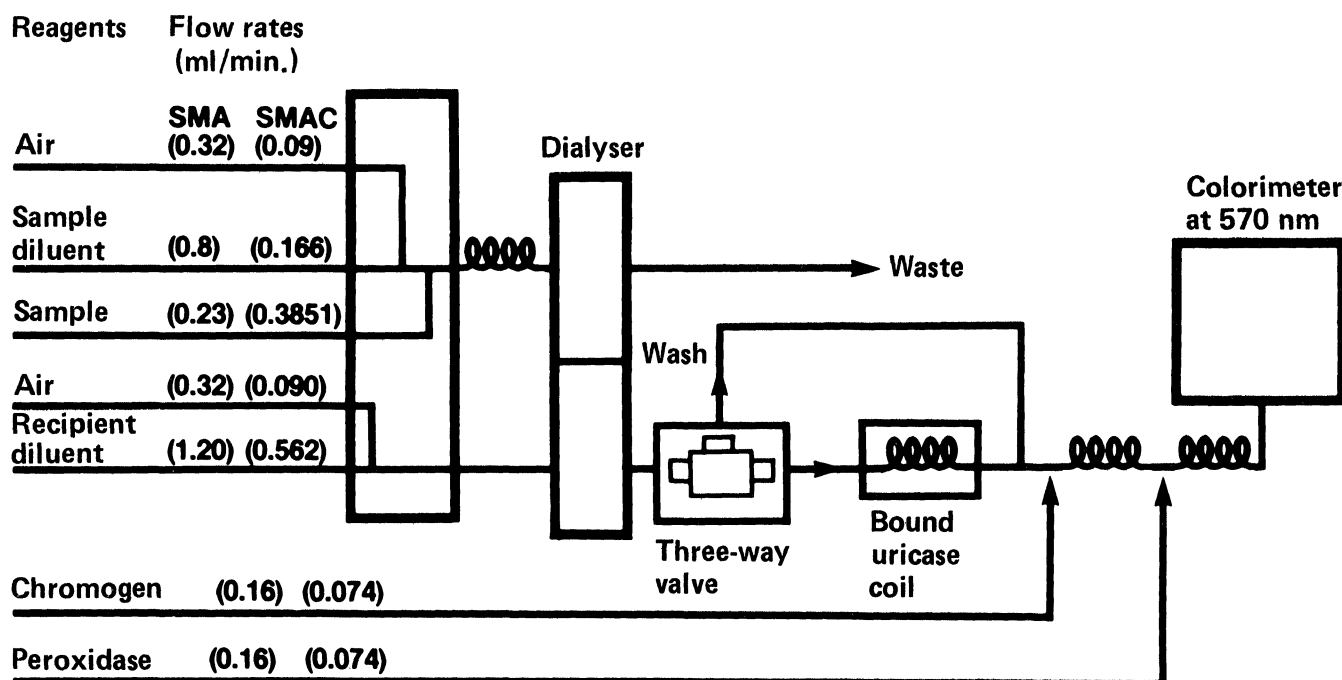 Reagents Flow rates
(ml/min.)
SMA SMAC
Air (0.32) (0.09)
Sample
diluent (0.8) (0.166)
Sample (0.23) (0.3851)
Air (0.32) (0.090)
Recipient
diluent (1.20) (0.562)
Dialyser
Waste
Wash
Three-way
valve
Bound
uricase
coil
Colorimeter
at 570 nm
Chromogen (0.16) (0.074)
Peroxidase (0.16) (0.074)